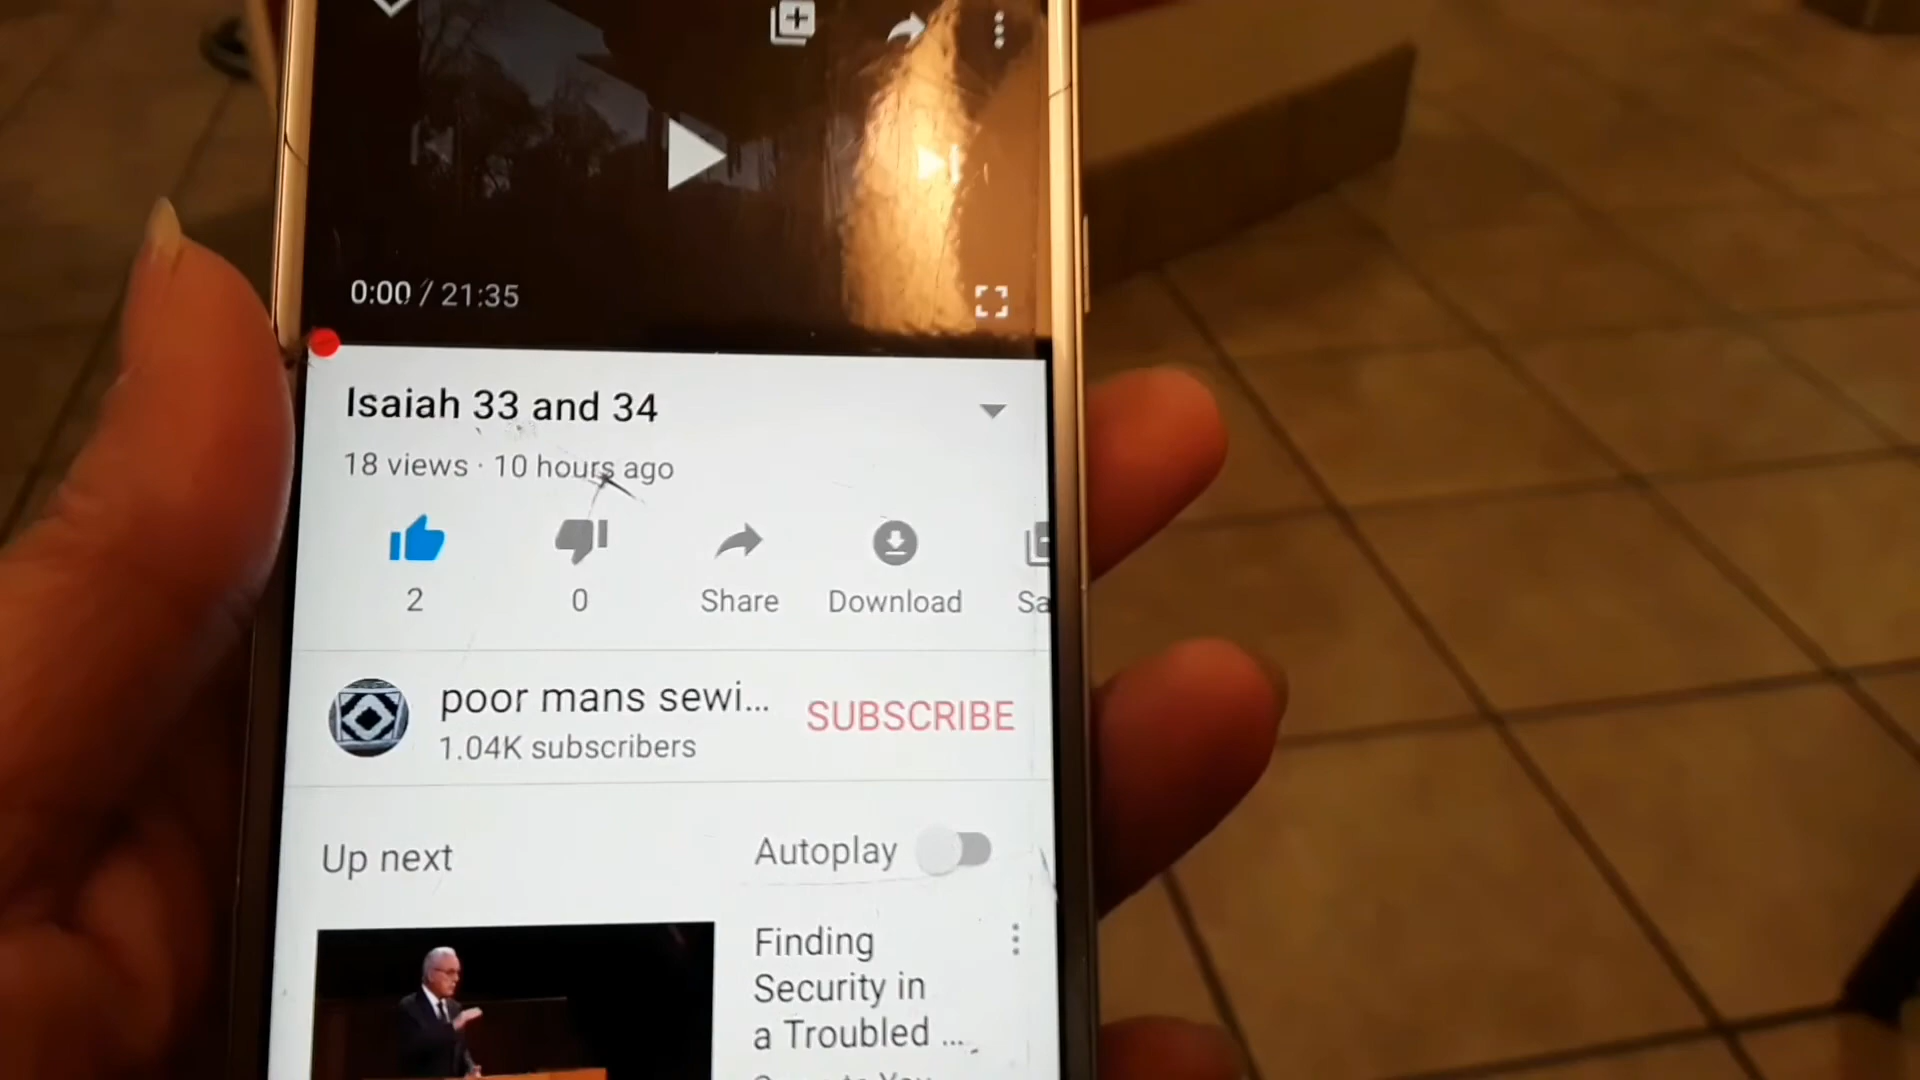 0:00 / 21:35
Isaiah 33 and 34
18 views · 10 hours ago
2
0
Share
Download
Sa
poor mans sewi...
SUBSCRIBE
1.04K subscribers
Up next
Autoplay
Finding
Security in
a Troubled ...